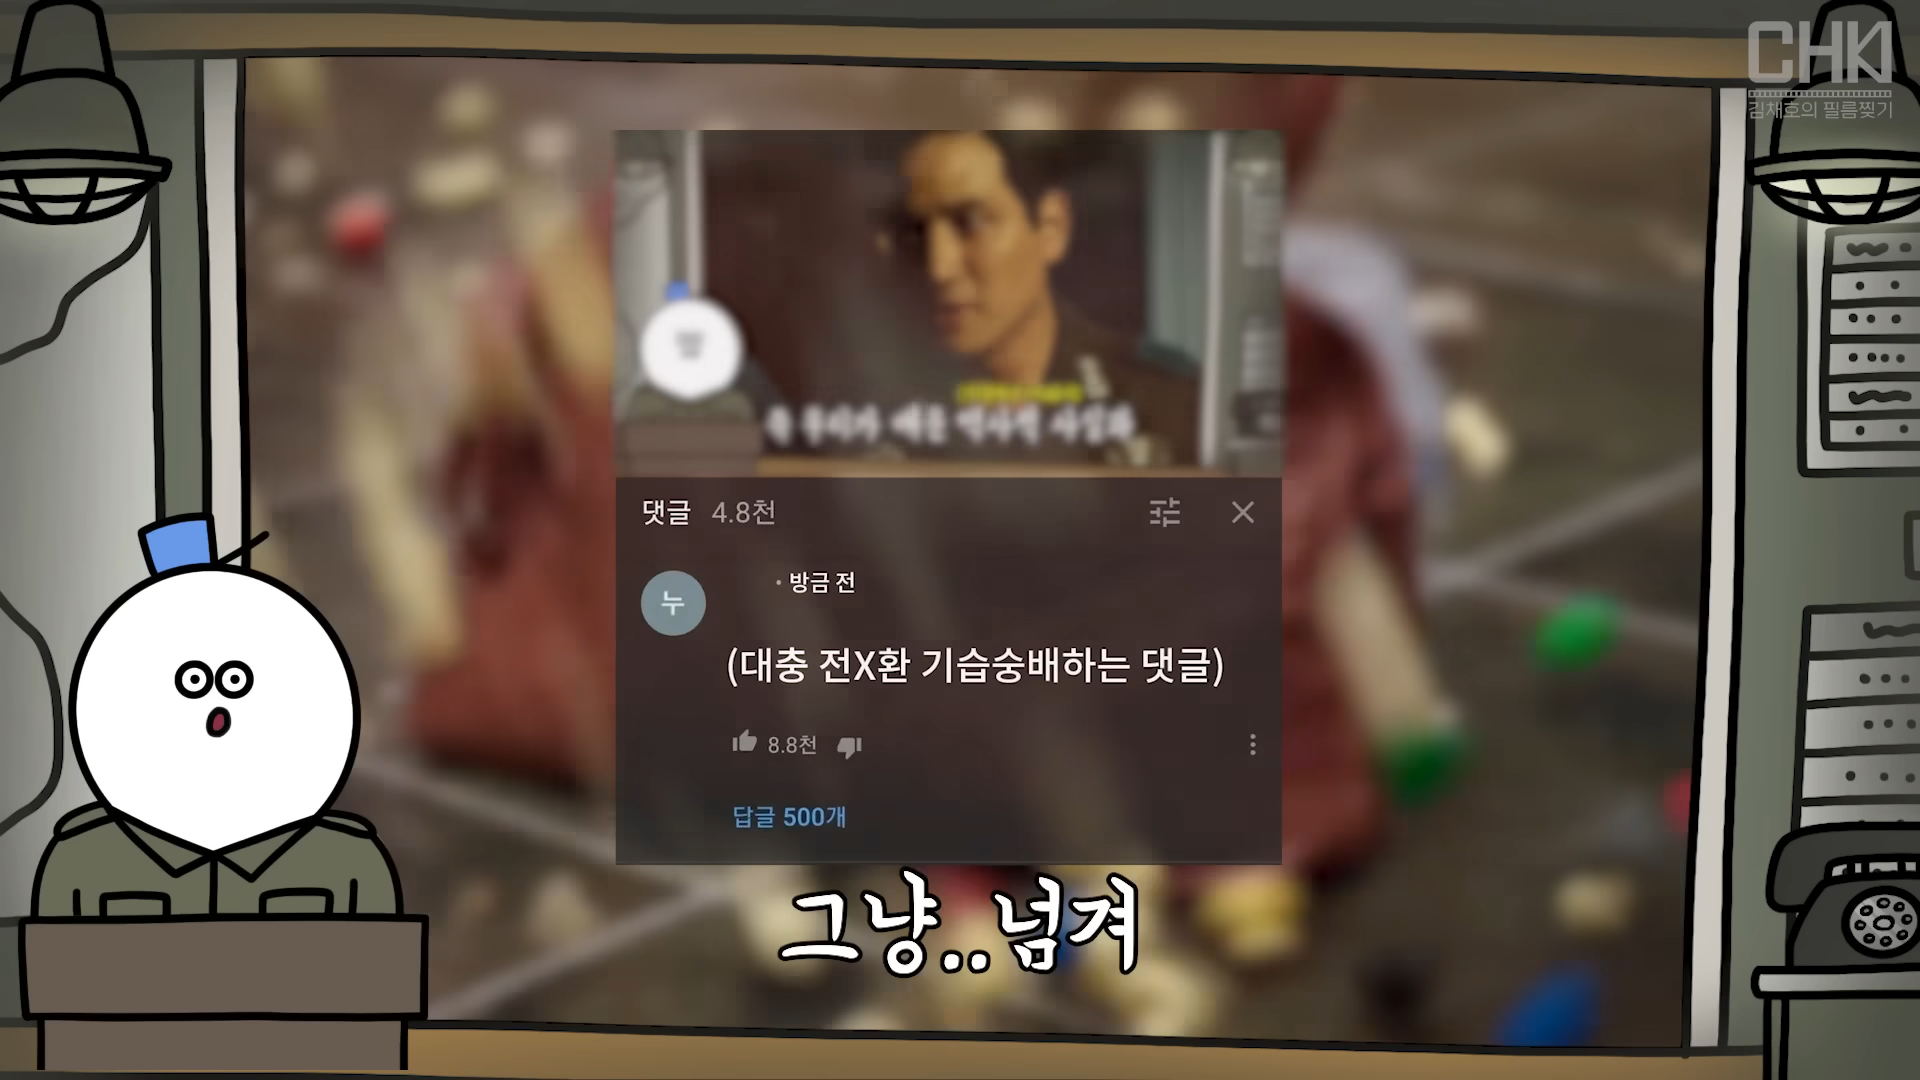 CHK
김채호의 필름찢기
댓글 4.8천
누
· 방금 전
(대충 전X환 기습숭배하는 댓글)
8.8천
답글 500개
그냥..넘겨